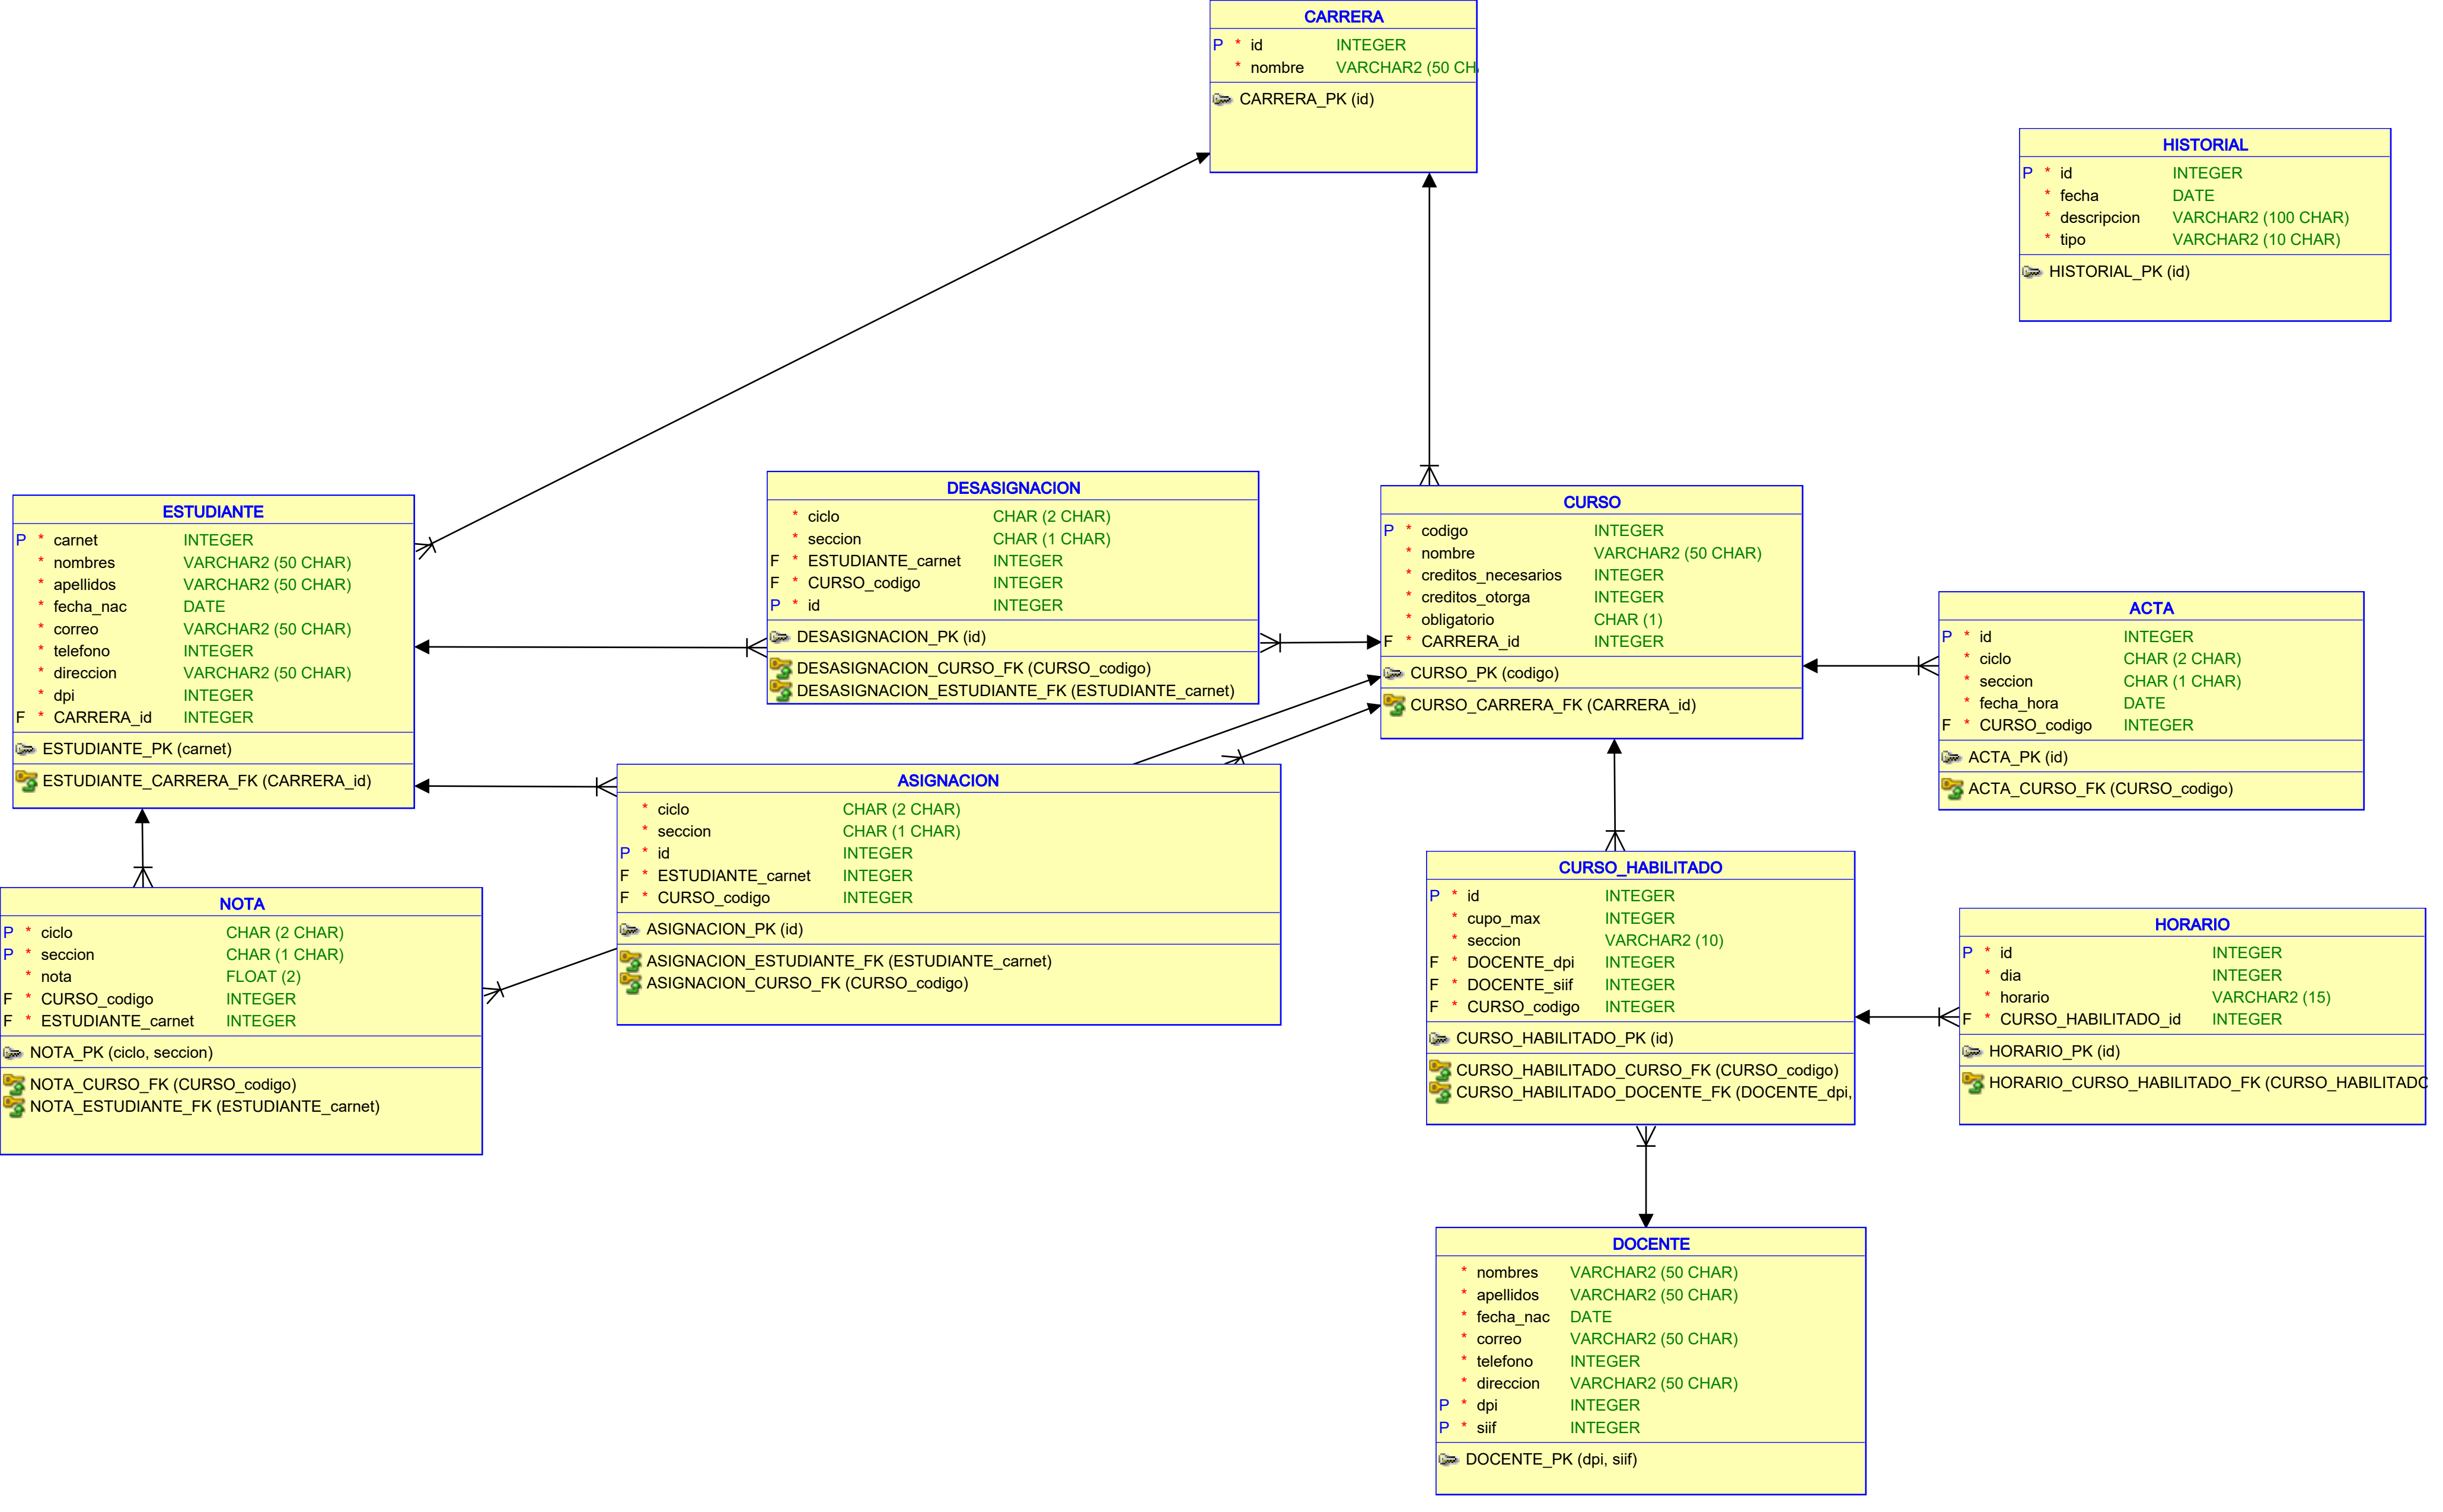 CARRERA
P * id INTEGER
* nombre VARCHAR2 (50 CH
CARRERA_PK (id)
HISTORIAL
P * id INTEGER
* fecha DATE
* descripcion VARCHAR2 (100 CHAR)
* tipo VARCHAR2 (10 CHAR)
HISTORIAL_PK (id)
ESTUDIANTE
P * carnet INTEGER
* nombres VARCHAR2 (50 CHAR)
* apellidos VARCHAR2 (50 CHAR)
* fecha_nac DATE
* correo VARCHAR2 (50 CHAR)
* telefono INTEGER
* direccion VARCHAR2 (50 CHAR)
* dpi INTEGER
F * CARRERA_id INTEGER
ESTUDIANTE_PK (carnet)
ESTUDIANTE_CARRERA_FK (CARRERA_id)
DESASIGNACION
* ciclo CHAR (2 CHAR)
* seccion CHAR (1 CHAR)
F * ESTUDIANTE_carnet INTEGER
F * CURSO_codigo INTEGER
P * id INTEGER
DESASIGNACION_PK (id)
DESASIGNACION_CURSO_FK (CURSO_codigo)
DESASIGNACION_ESTUDIANTE_FK (ESTUDIANTE_carnet)
CURSO
P * codigo INTEGER
* nombre VARCHAR2 (50 CHAR)
* creditos_necesarios INTEGER
* creditos_otorga INTEGER
* obligatorio CHAR (1)
F * CARRERA_id INTEGER
CURSO_PK (codigo)
CURSO_CARRERA_FK (CARRERA_id)
ACTA
P * id INTEGER
* ciclo CHAR (2 CHAR)
* seccion CHAR (1 CHAR)
* fecha_hora DATE
F * CURSO_codigo INTEGER
ACTA_PK (id)
ACTA_CURSO_FK (CURSO_codigo)
ASIGNACION
* ciclo CHAR (2 CHAR)
* seccion CHAR (1 CHAR)
P * id INTEGER
F * ESTUDIANTE_carnet INTEGER
F * CURSO_codigo INTEGER
ASIGNACION_PK (id)
ASIGNACION_ESTUDIANTE_FK (ESTUDIANTE_carnet)
ASIGNACION_CURSO_FK (CURSO_codigo)
NOTA
P * ciclo CHAR (2 CHAR)
P * seccion CHAR (1 CHAR)
* nota FLOAT (2)
F * CURSO_codigo INTEGER
F * ESTUDIANTE_carnet INTEGER
NOTA_PK (ciclo, seccion)
NOTA_CURSO_FK (CURSO_codigo)
NOTA_ESTUDIANTE_FK (ESTUDIANTE_carnet)
CURSO_HABILITADO
P * id INTEGER
* cupo_max INTEGER
* seccion VARCHAR2 (10)
F * DOCENTE_dpi INTEGER
F * DOCENTE_siif INTEGER
F * CURSO_codigo INTEGER
CURSO_HABILITADO_PK (id)
CURSO_HABILITADO_CURSO_FK (CURSO_codigo)
CURSO_HABILITADO_DOCENTE_FK (DOCENTE_dpi,
HORARIO
P * id INTEGER
* dia INTEGER
* horario VARCHAR2 (15)
F * CURSO_HABILITADO_id INTEGER
HORARIO_PK (id)
HORARIO_CURSO_HABILITADO_FK (CURSO_HABILITADO
DOCENTE
* nombres VARCHAR2 (50 CHAR)
* apellidos VARCHAR2 (50 CHAR)
* fecha_nac DATE
* correo VARCHAR2 (50 CHAR)
* telefono INTEGER
* direccion VARCHAR2 (50 CHAR)
P * dpi INTEGER
P * siif INTEGER
DOCENTE_PK (dpi, siif)